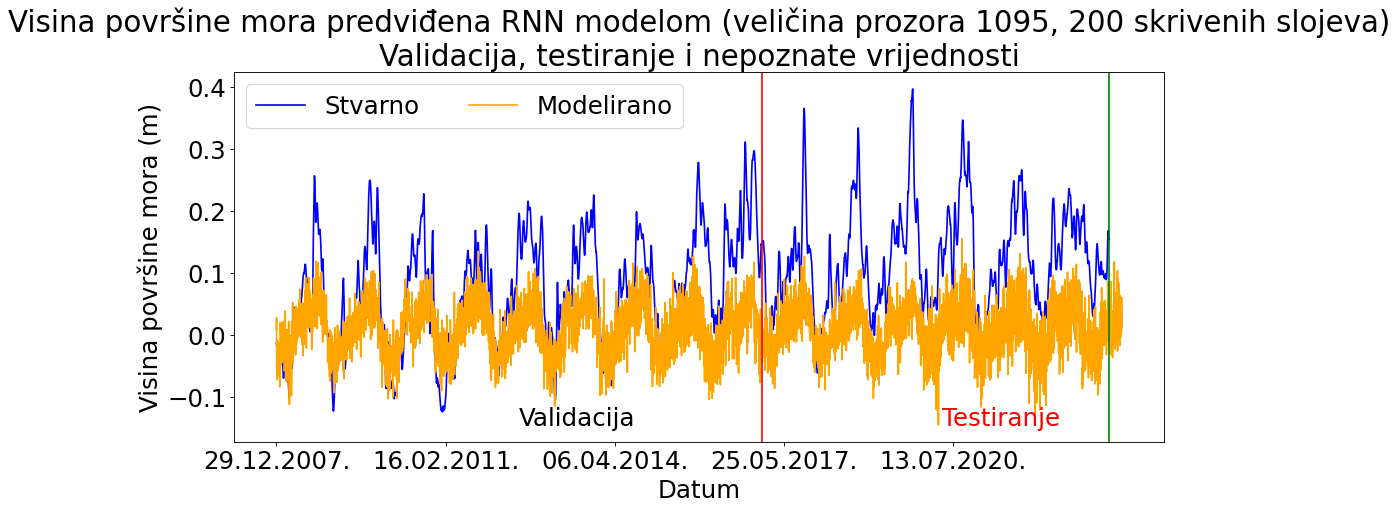 Visina površine mora predviđena RNN modelom (veličina prozora 1095, 200 skrivenih slojeva)
Validacija, testiranje i nepoznate vrijednosti
Stvarno
Modelirano
Visina površine mora (m)
0.4
0.3
0.2
0.1
0.0
−0.1
Validacija
Testiranje
29.12.2007.
16.02.2011.
06.04.2014.
25.05.2017.
13.07.2020.
Datum